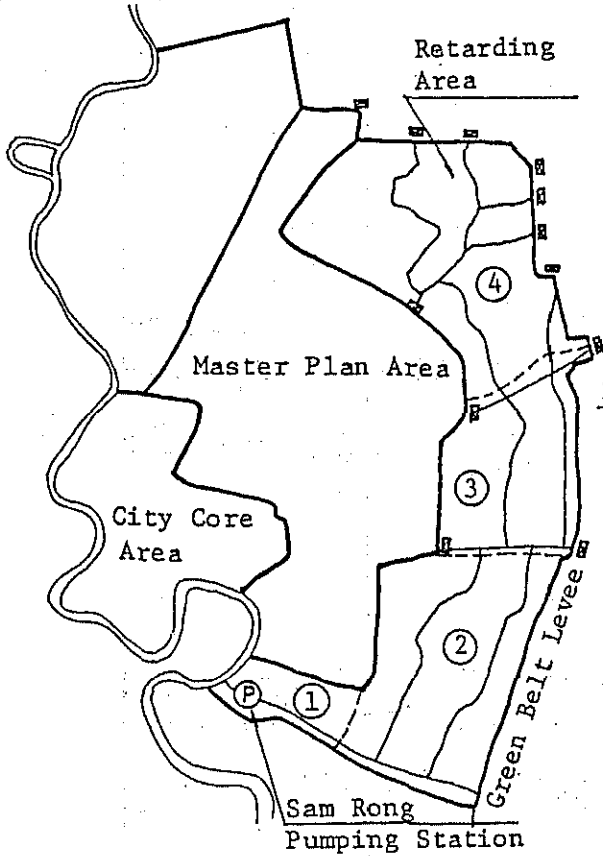 Retarding
Area
④
Master Plan Area
③
City Core
Area
②
Green Belt Levee
①
P
Sam Rong
Pumping Station